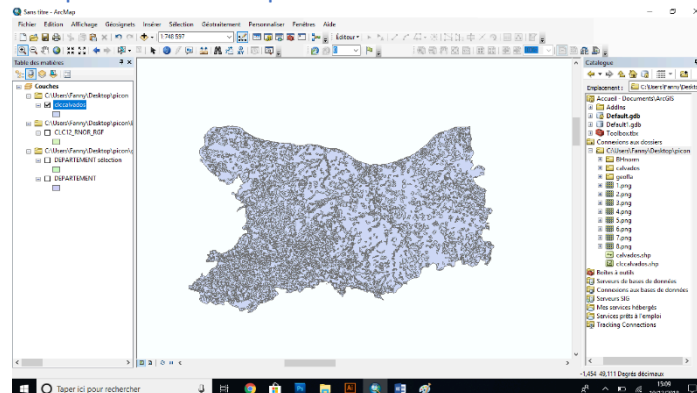 Sans titre - ArcMap
Fichier Edition Affichage Géosignets Insérer Sélection Géotraitement Personnaliser Fenêtres Aide
1:748 597
Editeur
Table des matières
Couches
C:\Users\Fanny\Desktop\picon
clccalvados
C:\Users\Fanny\Desktop\picon\
CLC12_RNOR_RGF
C:\Users\Fanny\Desktop\picon\
DEPARTEMENT sélection
DEPARTEMENT
Catalogue
Emplacement : C:\Users\Fanny\Deskto
Accueil - Documents\ArcGIS
AddIns
Default.gdb
Default1.gdb
Toolbox.tbx
Connexions aux dossiers
C:\Users\Fanny\Desktop\picon
BHnorm
calvados
geofla
1.png
2.png
3.png
4.png
5.png
6.png
7.png
8.png
calvados.shp
clccalvados.shp
Boîtes à outils
Serveurs de bases de données
Connexions aux bases de données
Serveurs SIG
Mes services hébergés
Services prêts à l'emploi
Tracking Connections
-1,454 49,111 Degrés décimaux
Taper ici pour rechercher
15:09